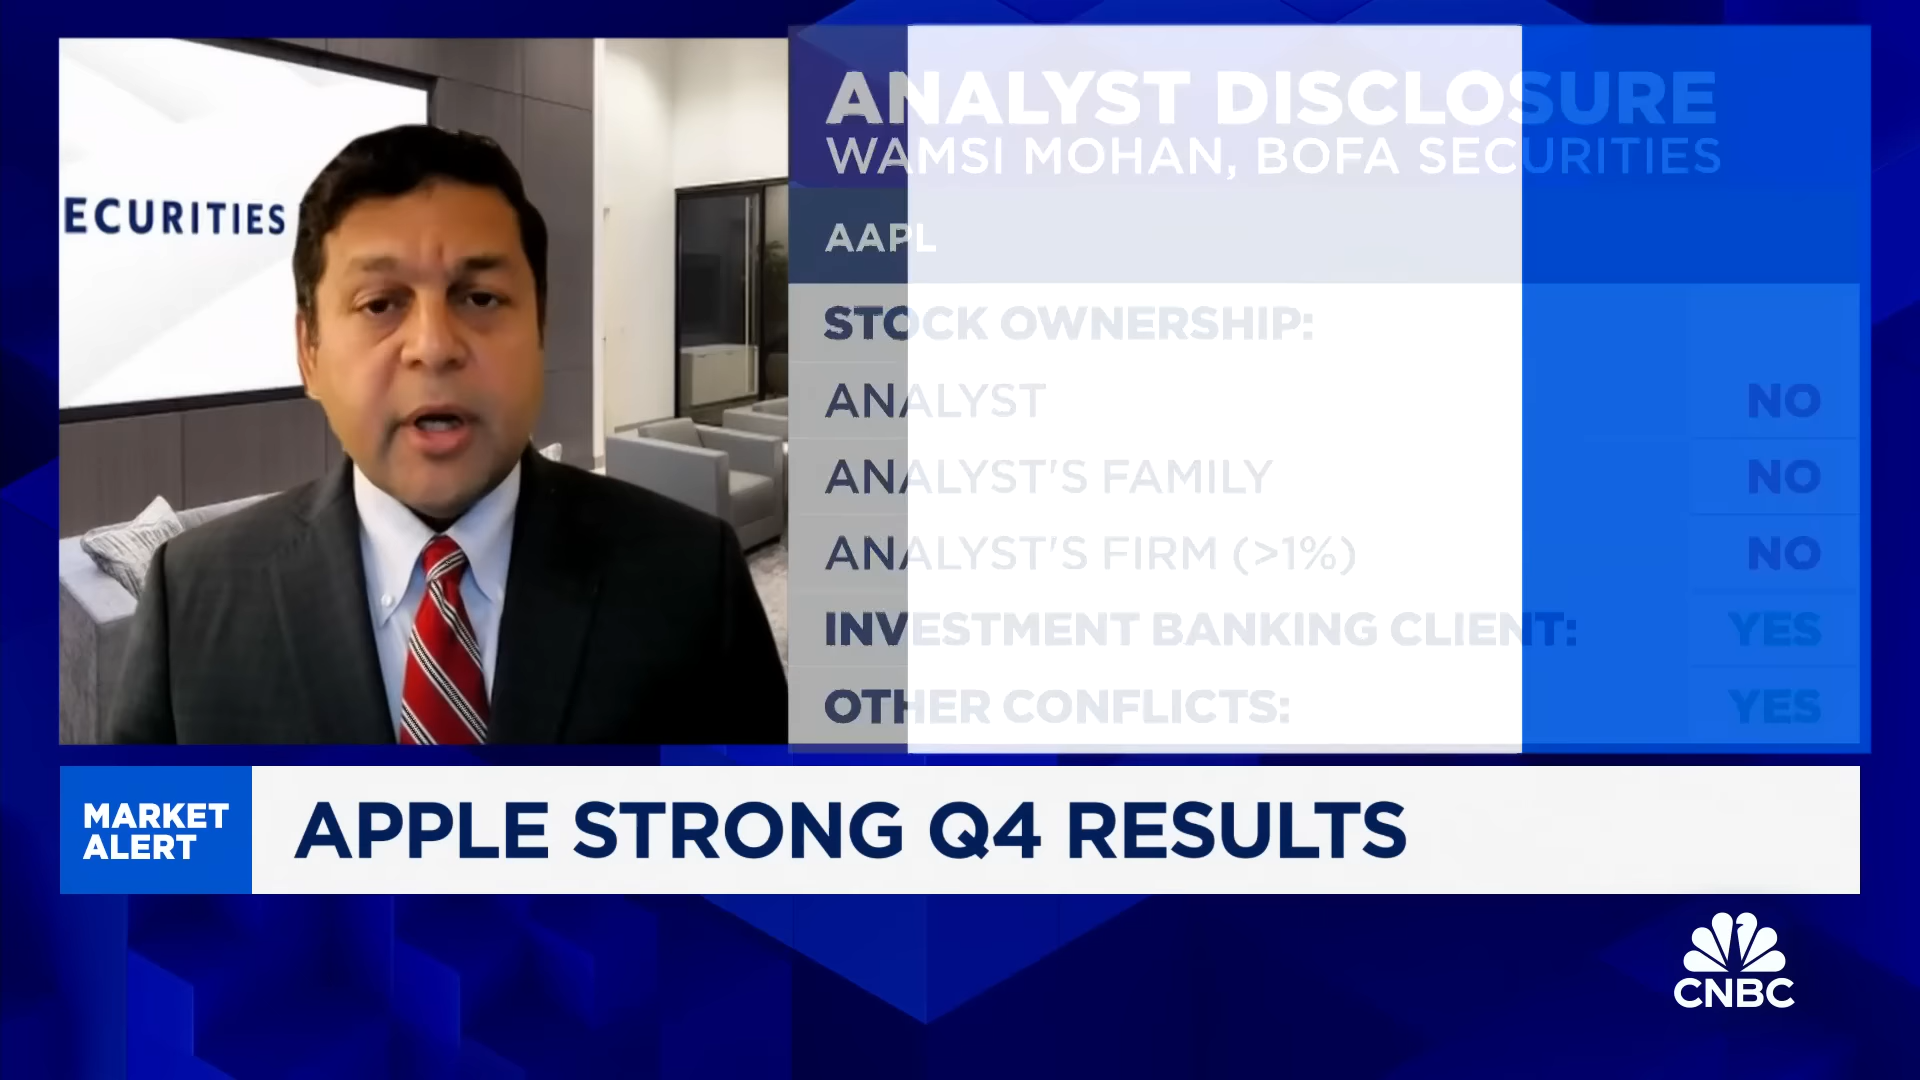 ECURITIES
ANALYST DISCLOSURE
WAMSI MOHAN, BOFA SECURITIES
AAPL
STOCK OWNERSHIP:
ANALYST NO
ANALYST'S FAMILY NO
ANALYST'S FIRM (>1%) NO
INVESTMENT BANKING CLIENT: YES
OTHER CONFLICTS: YES
MARKET
ALERT
APPLE STRONG Q4 RESULTS
CNBC